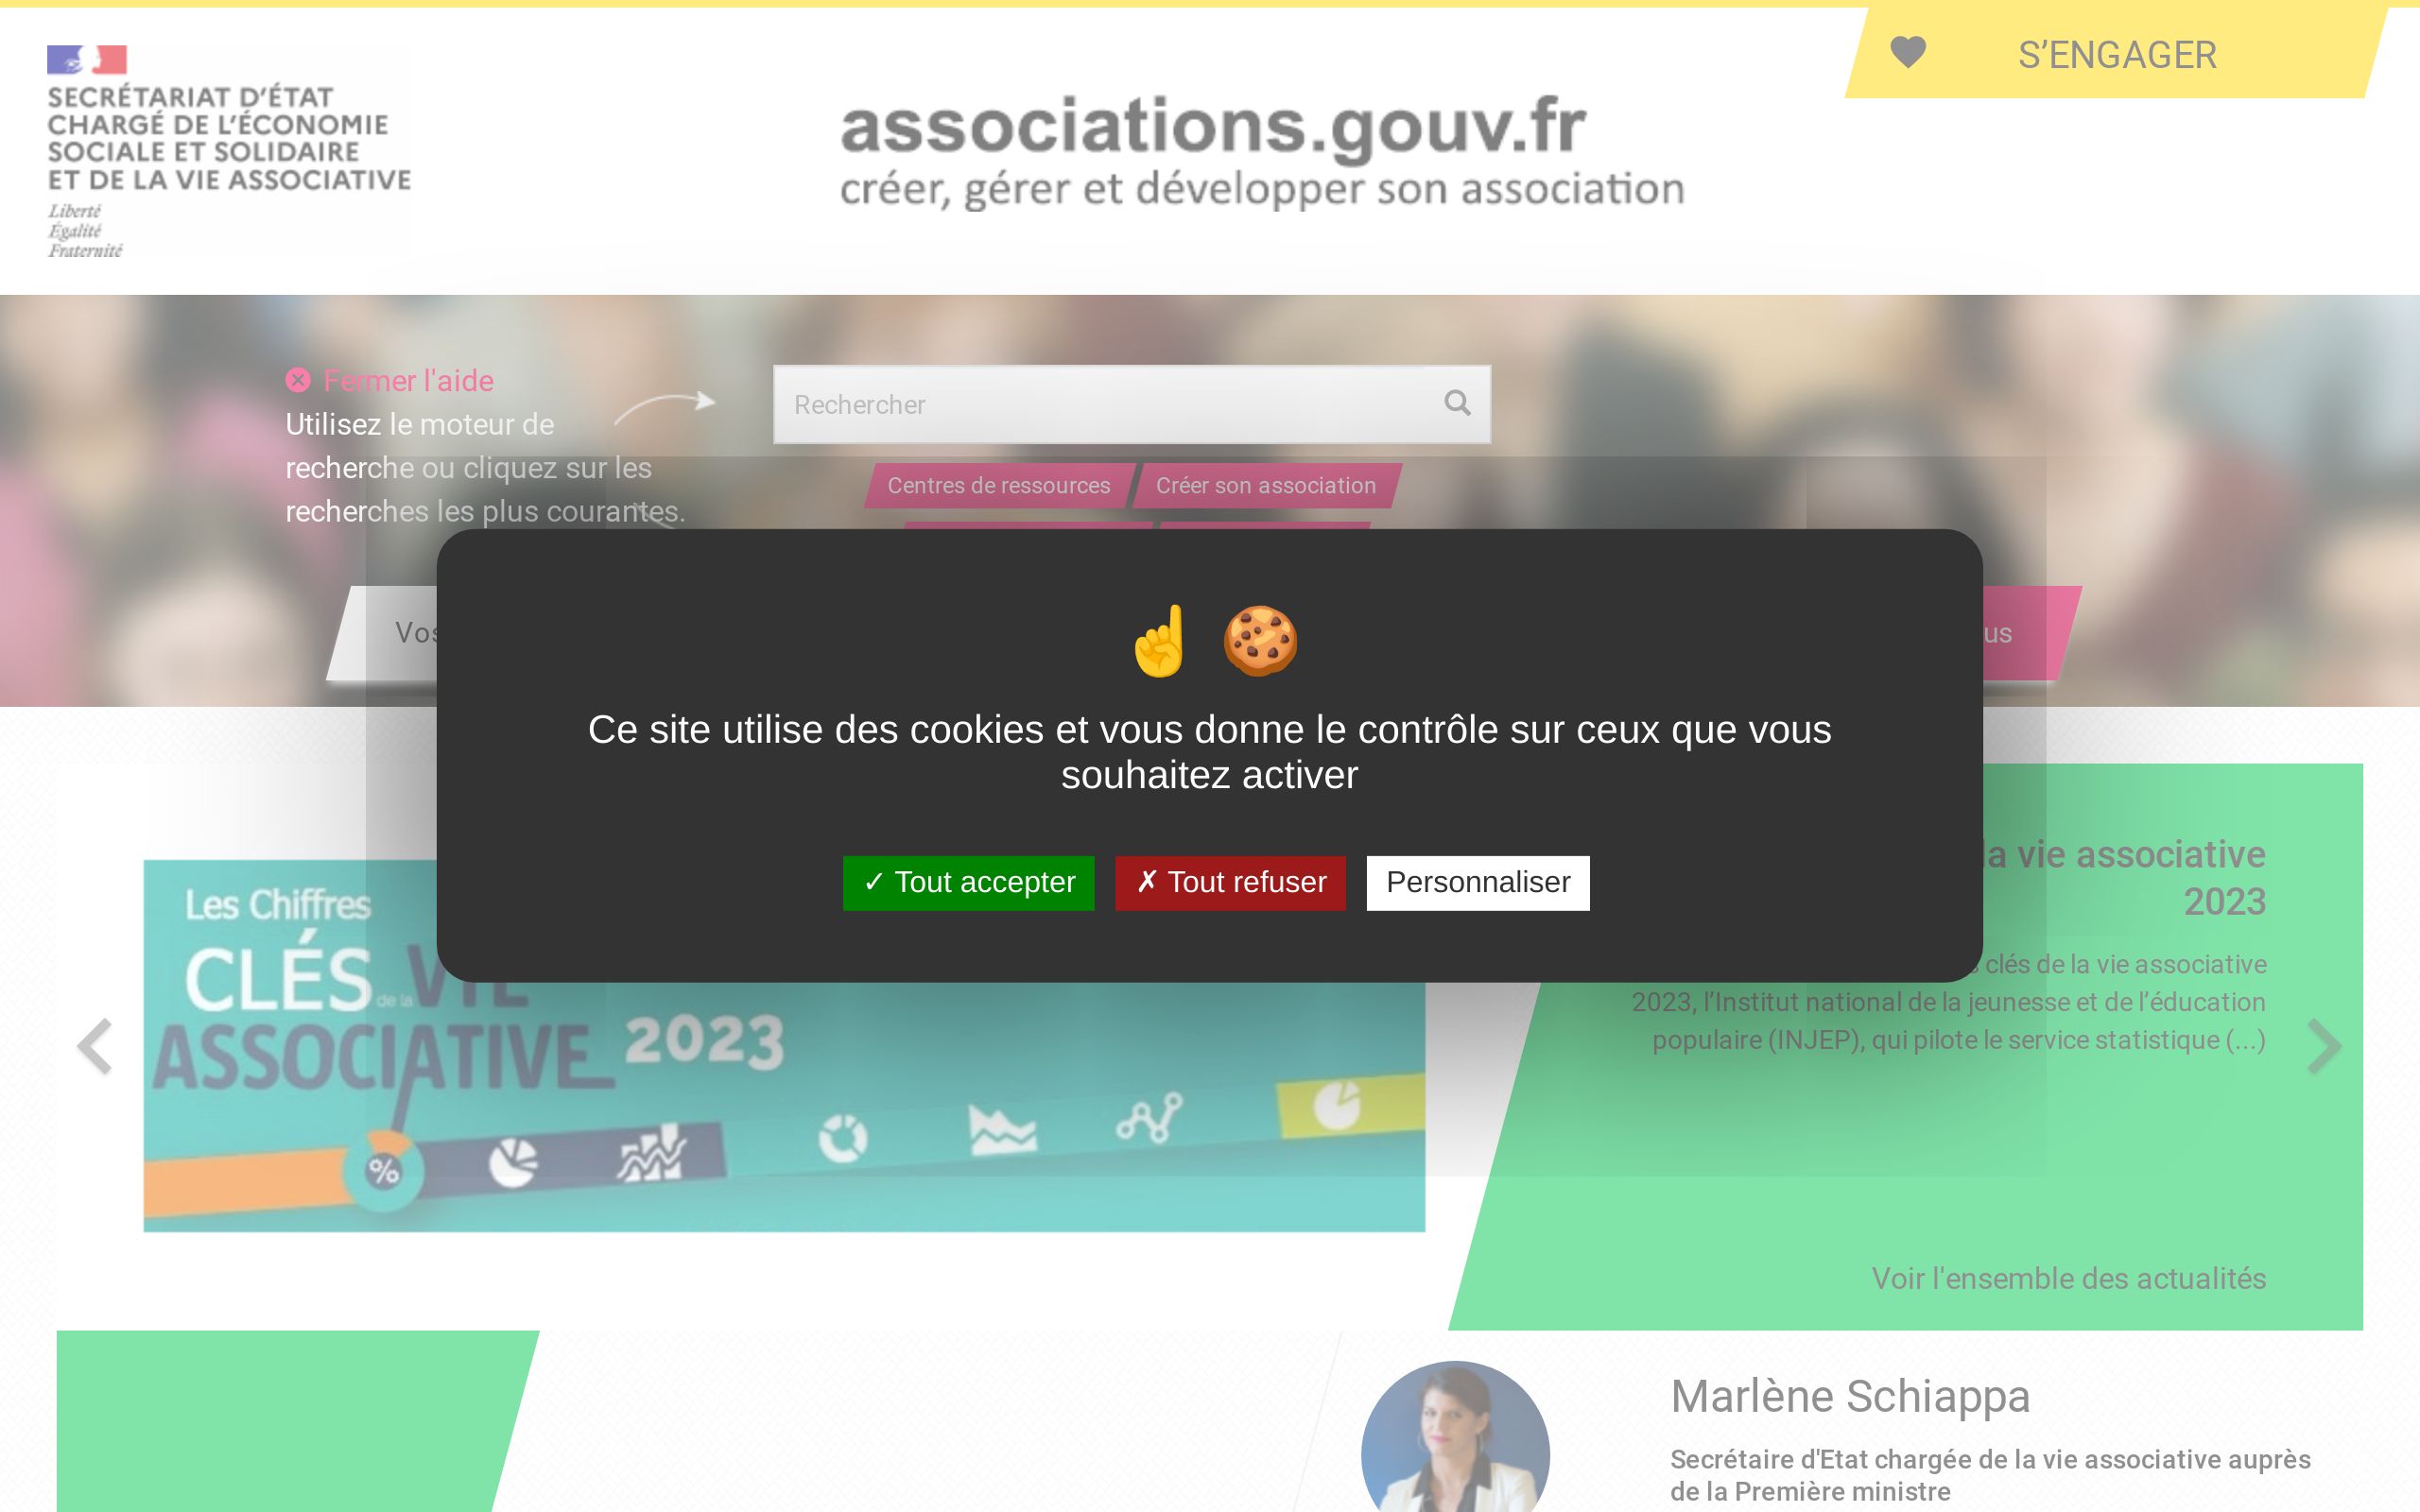 S'ENGAGER
SECRÉTARIAT D'ÉTAT
CHARGÉ DE L'ÉCONOMIE
SOCIALE ET SOLIDAIRE
ET DE LA VIE ASSOCIATIVE
Liberté
Égalité
Fraternité
associations.gouv.fr
créer, gérer et développer son association
Fermer l'aide
Utilisez le moteur de
recherche ou cliquez sur les
recherches les plus courantes.
Rechercher
Centres de ressources
Créer son association
Vos
us
Ce site utilise des cookies et vous donne le contrôle sur ceux que vous
souhaitez activer
✓ Tout accepter
✗ Tout refuser
Personnaliser
Les Chiffres
CLÉS de la VIE
ASSOCIATIVE 2023
%
la vie associative
2023
clés de la vie associative
2023, l’Institut national de la jeunesse et de l’éducation
populaire (INJEP), qui pilote le service statistique (...)
Voir l'ensemble des actualités
Marlène Schiappa
Secrétaire d'Etat chargée de la vie associative auprès
de la Première ministre